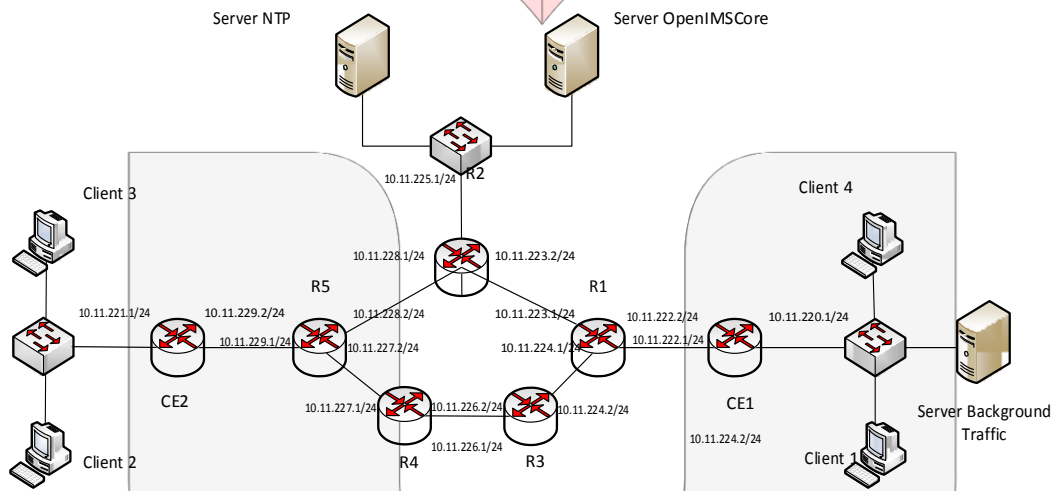 Server NTP
Server OpenIMSCore
10.11.225.1/24
R2
Client 3
Client 4
10.11.228.1/24
10.11.223.2/24
R5
R1
10.11.221.1/24
10.11.229.2/24
10.11.228.2/24
10.11.223.1/24
10.11.222.2/24
10.11.220.1/24
10.11.229.1/24
10.11.227.2/24
10.11.224.1/24
10.11.222.1/24
CE2
CE1
10.11.227.1/24
10.11.226.2/24
10.11.224.2/24
Server Background
Traffic
10.11.226.1/24
10.11.224.2/24
Client 2
R4
R3
Client 1